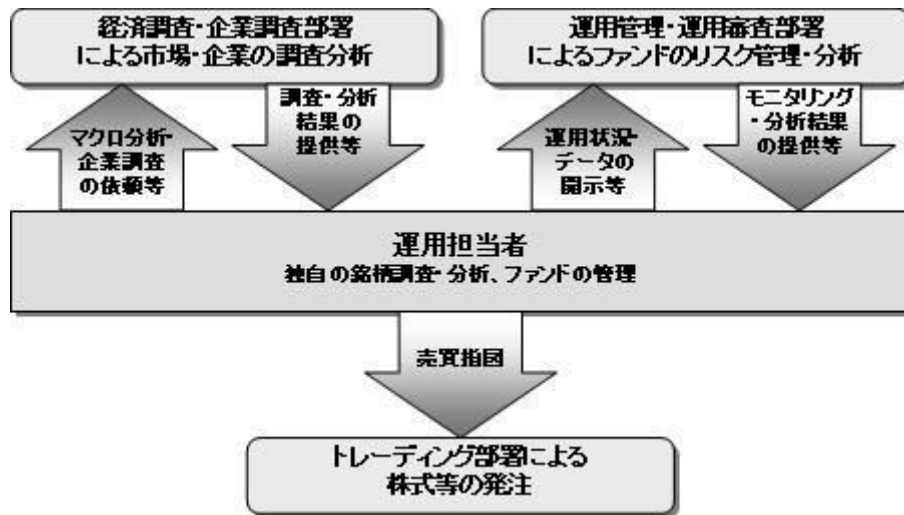 経済調査・企業調査部署
による市場・企業の調査分析
運用管理・運用審査部署
によるファンドのリスク管理・分析
マクロ分析・
企業調査
の依頼等
調査・分析
結果の
提供等
運用状況・
データの
開示等
モニタリング
・分析結果
の提供等
運用担当者
独自の銘柄調査・分析、ファンドの管理
売買指図
トレーディング部署による
株式等の発注